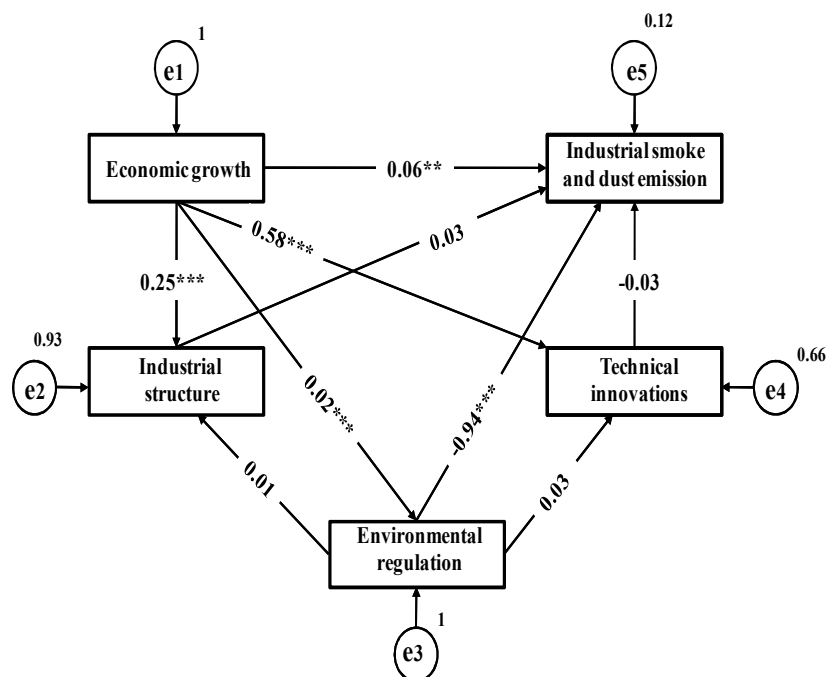 1
0.12
e1
e5
Economic growth
0.06**
Industrial smoke
and dust emission
0.58***
0.03
0.25***
-0.03
0.93
0.66
e2
Industrial
structure
Technical
innovations
e4
0.02***
-0.94***
0.01
0.03
Environmental
regulation
1
e3